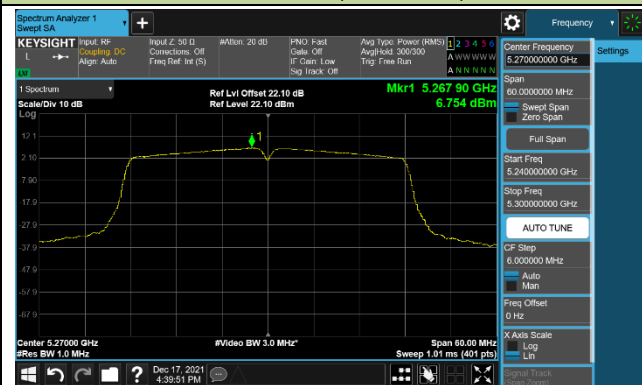 Spectrum Analyzer 1
Swept SA
Frequency
KEYSIGHT
L
Input: RF
Coupling: DC
Align: Auto
Input Z: 50 Ω
Corrections: Off
Freq Ref: Int (S)
#Atten: 20 dB
PNO: Fast
Gate: Off
IF Gain: Low
Sig Track: Off
Avg Type: Power (RMS)
Avg|Hold: 300/300
Trig: Free Run
1 2 3 4 5 6
A W W W W W
A N N N N N
1 Spectrum
Scale/Div 10 dB
Log
Ref Lvl Offset 22.10 dB
Ref Level 22.10 dBm
Mkr1 5.267 90 GHz
6.754 dBm
1
12.1
2.10
-7.90
-17.9
-27.9
-37.9
-47.9
-57.9
-67.9
Center 5.27000 GHz
#Res BW 1.0 MHz
#Video BW 3.0 MHz*
Span 60.00 MHz
Sweep 1.01 ms (401 pts)
Dec 17, 2021
4:39:51 PM
Center Frequency
5.270000000 GHz
Settings
Span
60.0000000 MHz
Swept Span
Zero Span
Full Span
Start Freq
5.240000000 GHz
Stop Freq
5.300000000 GHz
AUTO TUNE
CF Step
6.000000 MHz
Auto
Man
Freq Offset
0 Hz
X Axis Scale
Log
Lin
Signal Track
(Span Zoom)